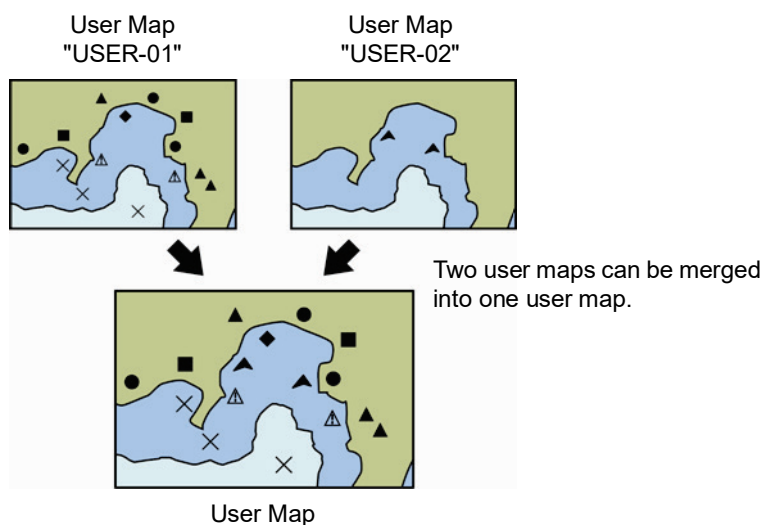 User Map
"USER-01"
User Map
"USER-02"
Two user maps can be merged
into one user map.
User Map